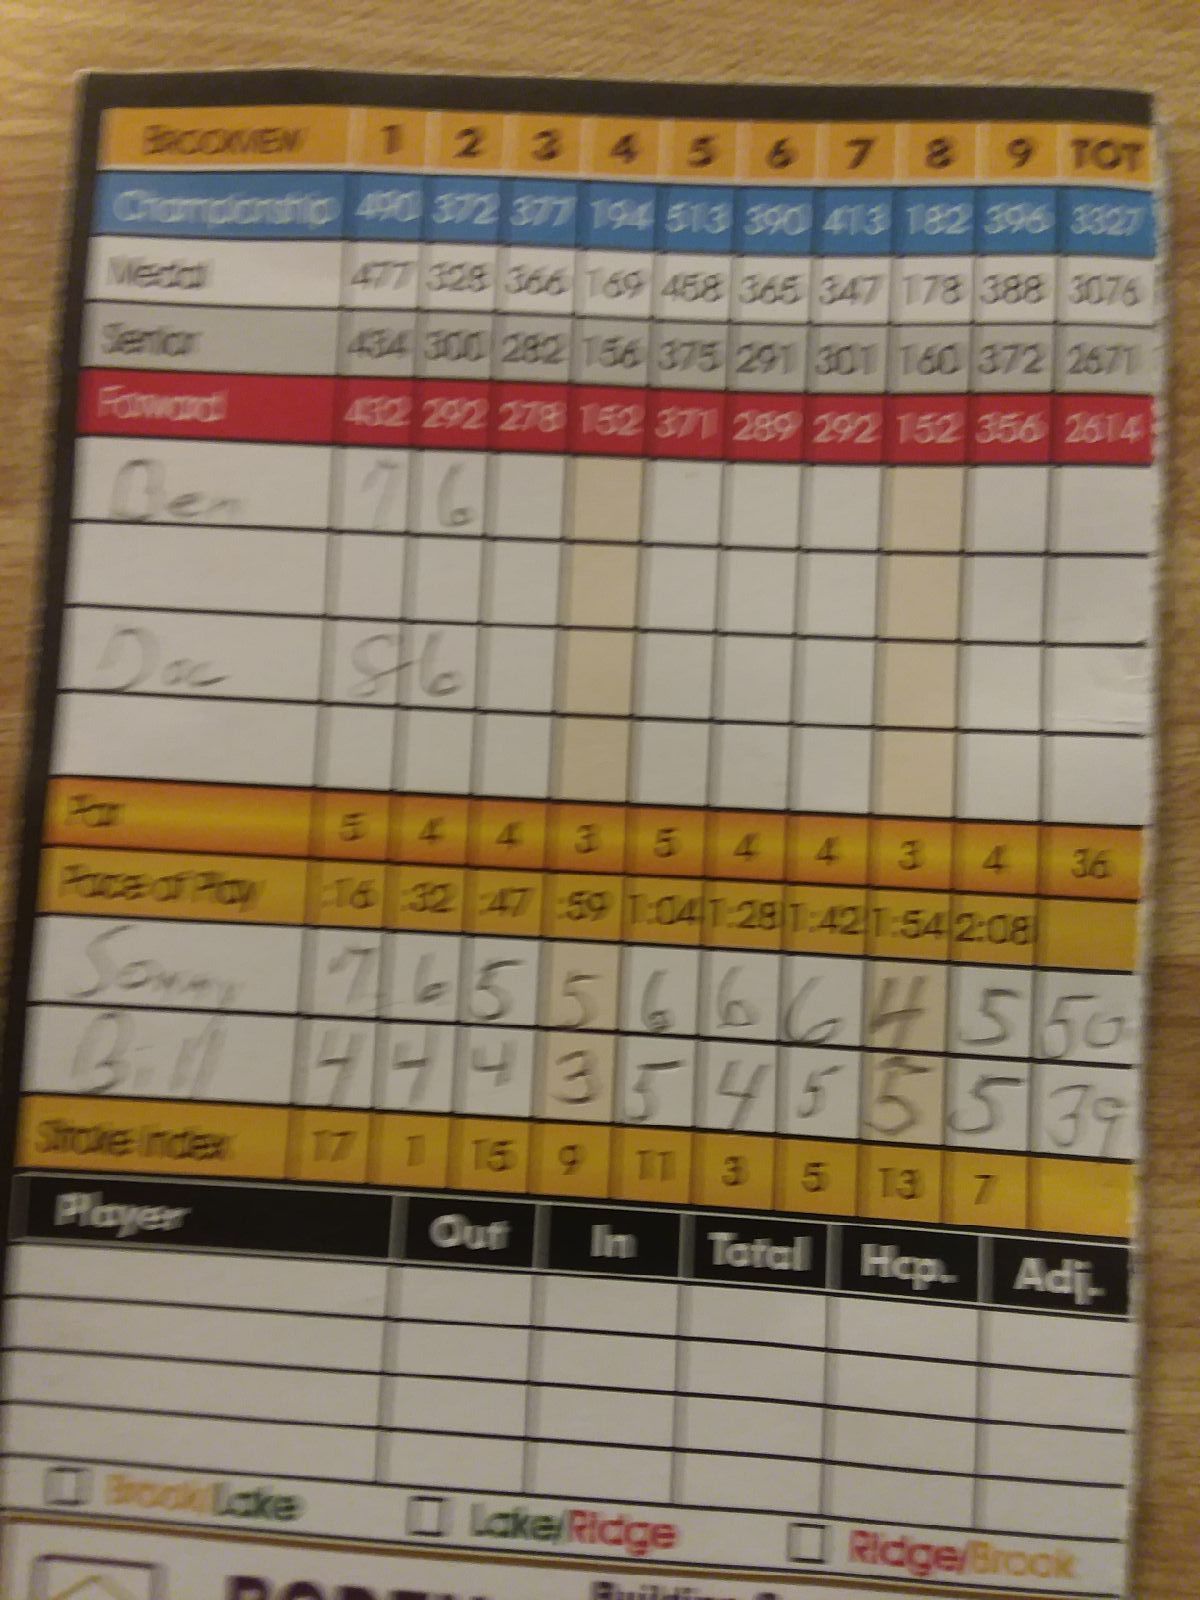 BROOKVIEW 1 2 3 4 5 6 7 8 9 TOT
Championship 490 372 377 194 513 390 413 182 396 3327
Medal 477 328 366 169 458 365 347 178 388 3076
Senior 434 300 282 156 375 291 301 160 372 2671
Forward 432 292 278 152 371 289 292 152 356 2614
Ben 7 6
Doc 8 6
Par 5 4 4 3 5 4 4 3 4 36
Pace of Play :16 :32 :47 :59 1:04 1:28 1:42 1:54 2:08
Sonny 7 6 5 5 6 6 6 4 5 50
Bill 4 4 4 3 5 4 5 5 5 39
Stroke Index 17 1 15 9 11 3 5 13 7
Player Out In Total Hcp. Adj.
Brook/Lake Lake/Ridge Ridge/Brook